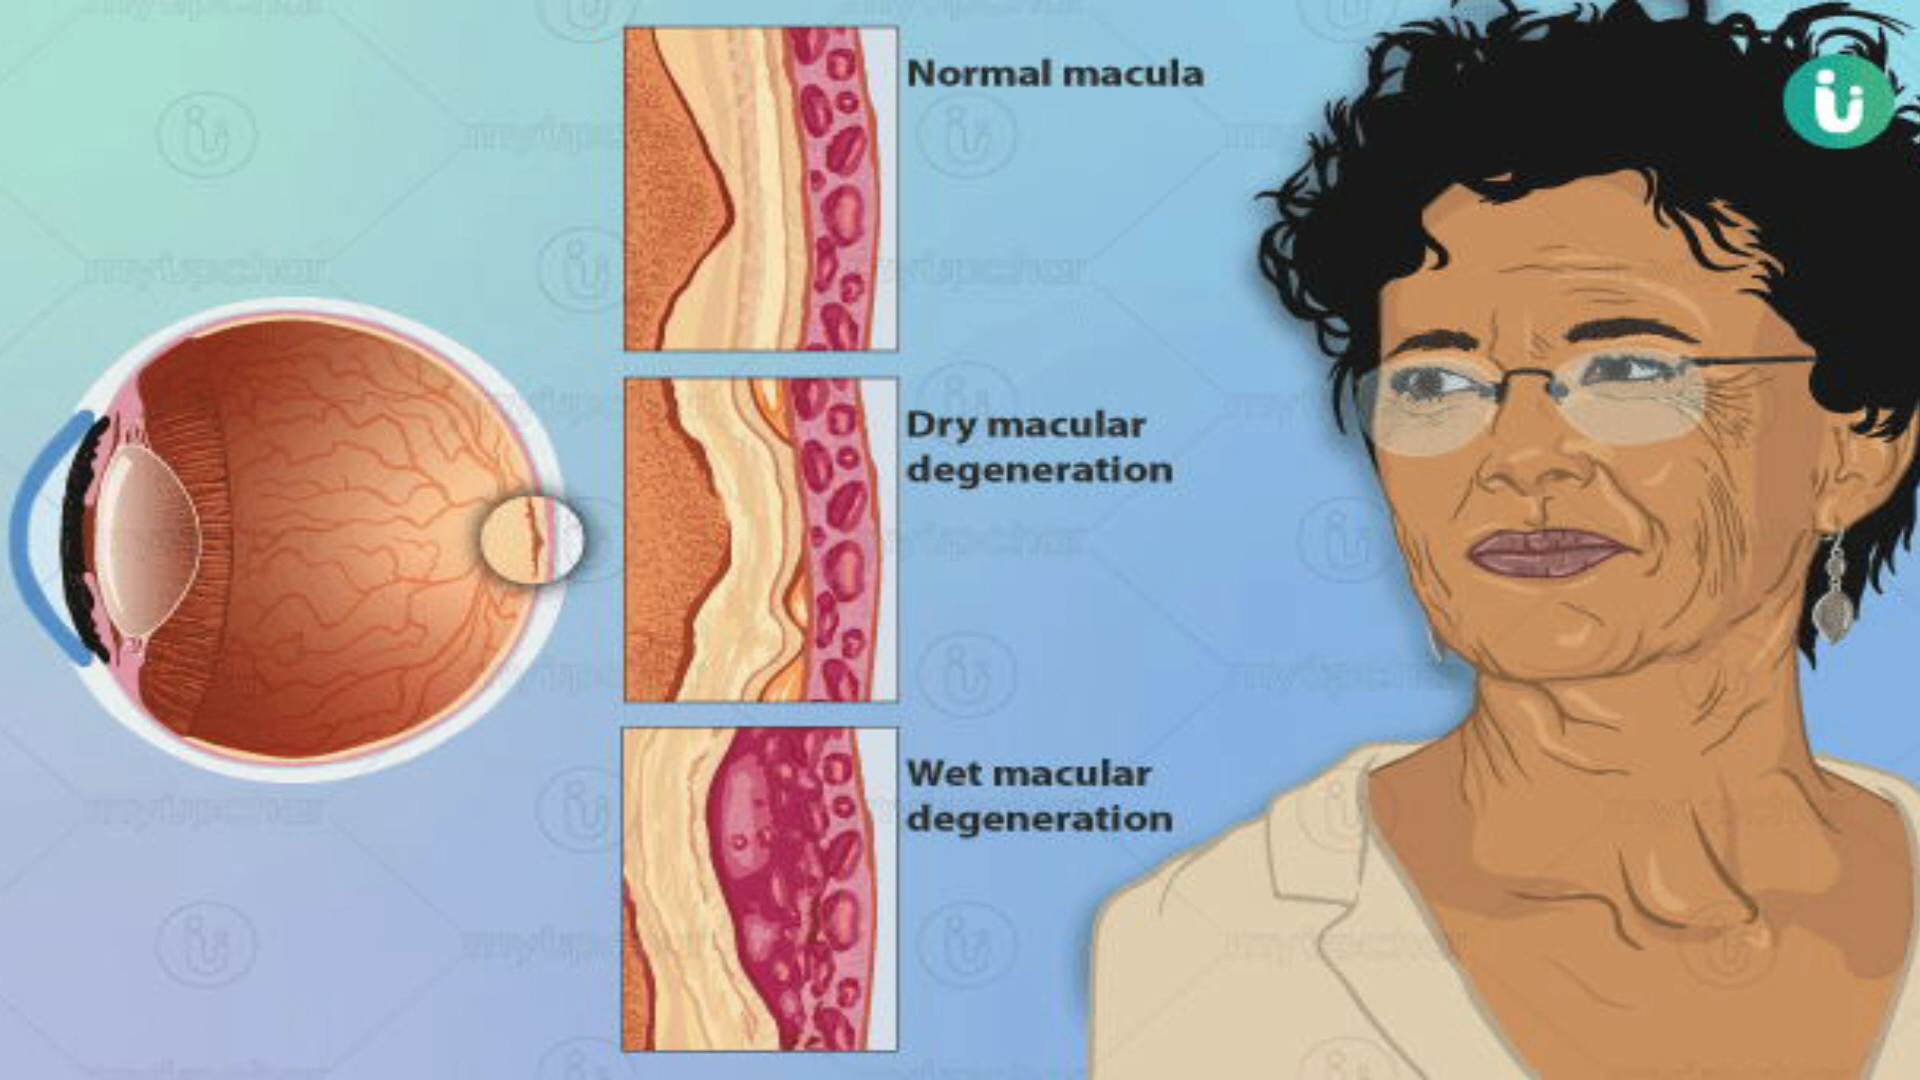 Normal macula
Dry macular
degeneration
Wet macular
degeneration